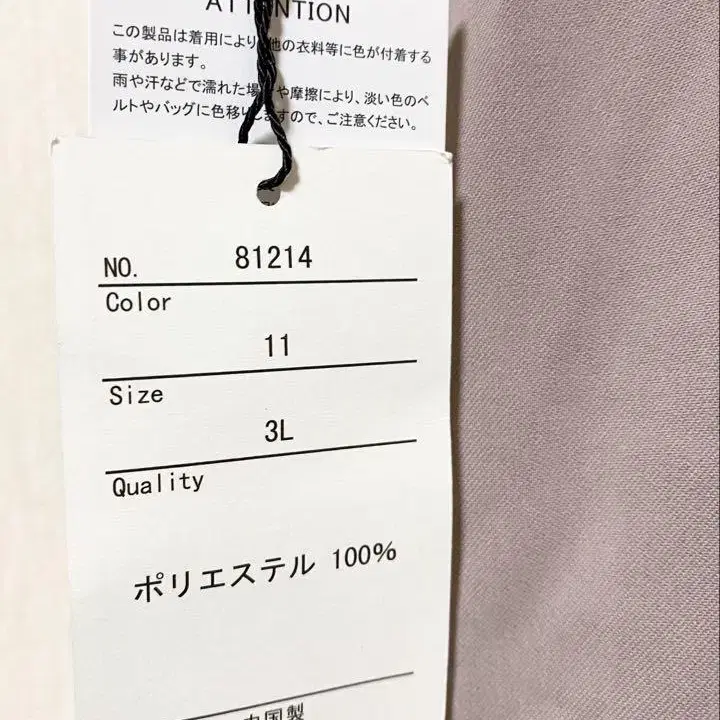 ATTENTION
この製品は着用により、他の衣料等に色が付着する
事があります。
雨や汗などで濡れた場合や摩擦により、淡い色のベ
ルトやバッグに色移りしますので、ご注意ください。
NO. 81214
Color
11
Size
3L
Quality
ポリエステル 100%
中国製